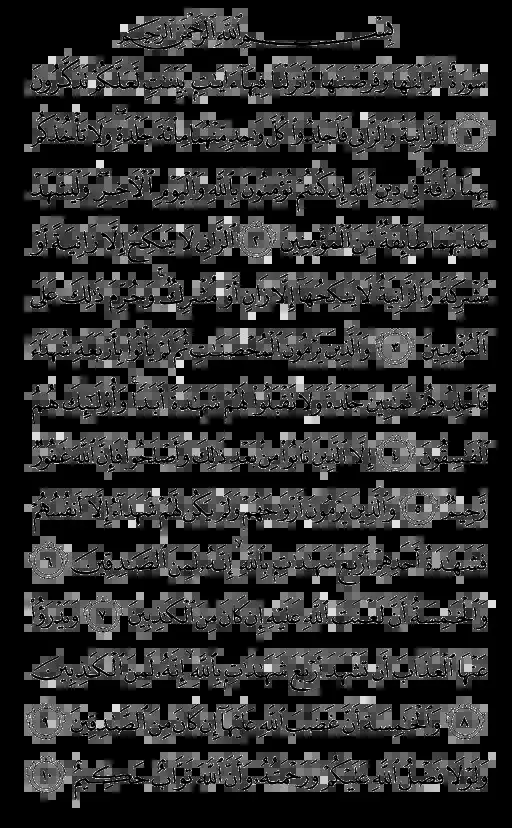 بِسْمِ ٱللَّهِ ٱلرَّحْمَٰنِ ٱلرَّحِيمِ
سُورَةٌ أَنزَلْنَٰهَا وَفَرَضْنَٰهَا وَأَنزَلْنَا فِيهَآ ءَايَٰتٍۭ بَيِّنَٰتٍ لَّعَلَّكُمْ تَذَكَّرُونَ
١ ٱلزَّانِيَةُ وَٱلزَّانِى فَٱجْلِدُوا۟ كُلَّ وَٰحِدٍ مِّنْهُمَا مِا۟ئَةَ جَلْدَةٍ وَلَا تَأْخُذْكُم
بِهِمَا رَأْفَةٌ فِى دِينِ ٱللَّهِ إِن كُنتُمْ تُؤْمِنُونَ بِٱللَّهِ وَٱلْيَوْمِ ٱلْءَاخِرِ وَلْيَشْهَدْ
عَذَابَهُمَا طَآئِفَةٌ مِّنَ ٱلْمُؤْمِنِينَ ٢ ٱلزَّانِى لَا يَنكِحُ إِلَّا زَانِيَةً أَوْ
مُشْرِكَةً وَٱلزَّانِيَةُ لَا يَنكِحُهَآ إِلَّا زَانٍ أَوْ مُشْرِكٌ وَحُرِّمَ ذَٰلِكَ عَلَى
ٱلْمُؤْمِنِينَ ٣ وَٱلَّذِينَ يَرْمُونَ ٱلْمُحْصَنَٰتِ ثُمَّ لَمْ يَأْتُوا۟ بِأَرْبَعَةِ شُهَدَآءَ
فَٱجْلِدُوهُمْ ثَمَٰنِينَ جَلْدَةً وَلَا تَقْبَلُوا۟ لَهُمْ شَهَٰدَةً أَبَدًا وَأُو۟لَٰٓئِكَ هُمُ
ٱلْفَٰسِقُونَ ٤ إِلَّا ٱلَّذِينَ تَابُوا۟ مِنۢ بَعْدِ ذَٰلِكَ وَأَصْلَحُوا۟ فَإِنَّ ٱللَّهَ غَفُورٌ
رَّحِيمٌ ٥ وَٱلَّذِينَ يَرْمُونَ أَزْوَٰجَهُمْ وَلَمْ يَكُن لَّهُمْ شُهَدَآءُ إِلَّآ أَنفُسُهُمْ
فَشَهَٰدَةُ أَحَدِهِمْ أَرْبَعُ شَهَٰدَٰتٍۭ بِٱللَّهِ إِنَّهُۥ لَمِنَ ٱلصَّٰدِقِينَ ٦
وَٱلْخَٰمِسَةُ أَنَّ لَعْنَتَ ٱللَّهِ عَلَيْهِ إِن كَانَ مِنَ ٱلْكَٰذِبِينَ ٧ وَيَدْرَؤُا۟
عَنْهَا ٱلْعَذَابَ أَن تَشْهَدَ أَرْبَعَ شَهَٰدَٰتٍۭ بِٱللَّهِ إِنَّهُۥ لَمِنَ ٱلْكَٰذِبِينَ
٨ وَٱلْخَٰمِسَةَ أَنَّ غَضَبَ ٱللَّهِ عَلَيْهَآ إِن كَانَ مِنَ ٱلصَّٰدِقِينَ ٩
وَلَوْلَا فَضْلُ ٱللَّهِ عَلَيْكُمْ وَرَحْمَتُهُۥ وَأَنَّ ٱللَّهَ تَوَّابٌ حَكِيمٌ ١٠